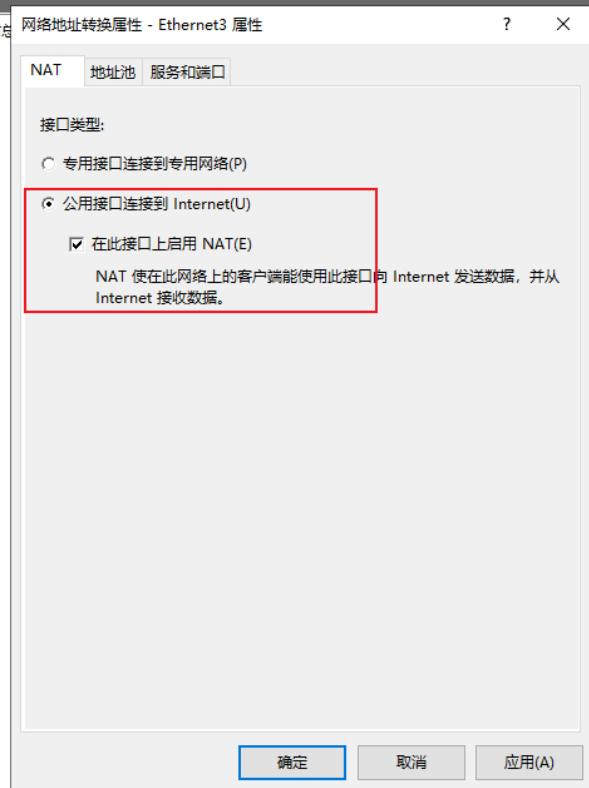 网络地址转换属性 - Ethernet3 属性
?
NAT 地址池 服务和端口
接口类型:
专用接口连接到专用网络(P)
公用接口连接到 Internet(U)
在此接口上启用 NAT(E)
NAT 使在此网络上的客户端能使用此接口向 Internet 发送数据，并从
Internet 接收数据。
确定 取消 应用(A)